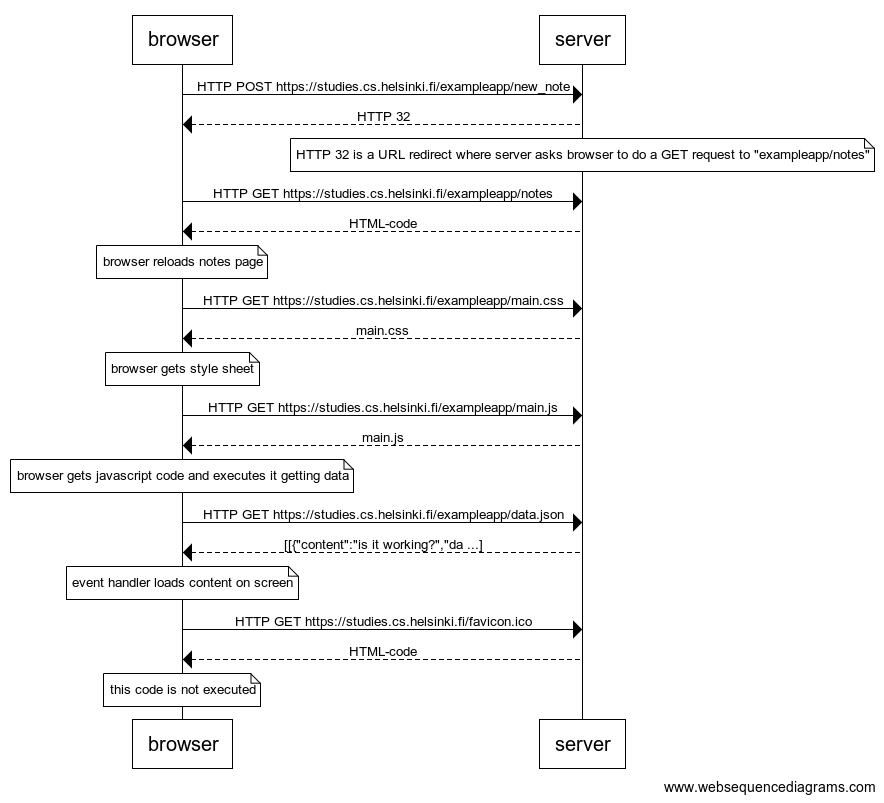 browser
server
HTTP POST https://studies.cs.helsinki.fi/exampleapp/new_note
HTTP 32
HTTP 32 is a URL redirect where server asks browser to do a GET request to "exampleapp/notes"
HTTP GET https://studies.cs.helsinki.fi/exampleapp/notes
HTML-code
browser reloads notes page
HTTP GET https://studies.cs.helsinki.fi/exampleapp/main.css
main.css
browser gets style sheet
HTTP GET https://studies.cs.helsinki.fi/exampleapp/main.js
main.js
browser gets javascript code and executes it getting data
HTTP GET https://studies.cs.helsinki.fi/exampleapp/data.json
[[{"content":"is it working?","da ...]
event handler loads content on screen
HTTP GET https://studies.cs.helsinki.fi/favicon.ico
HTML-code
this code is not executed
browser
server
www.websequencediagrams.com